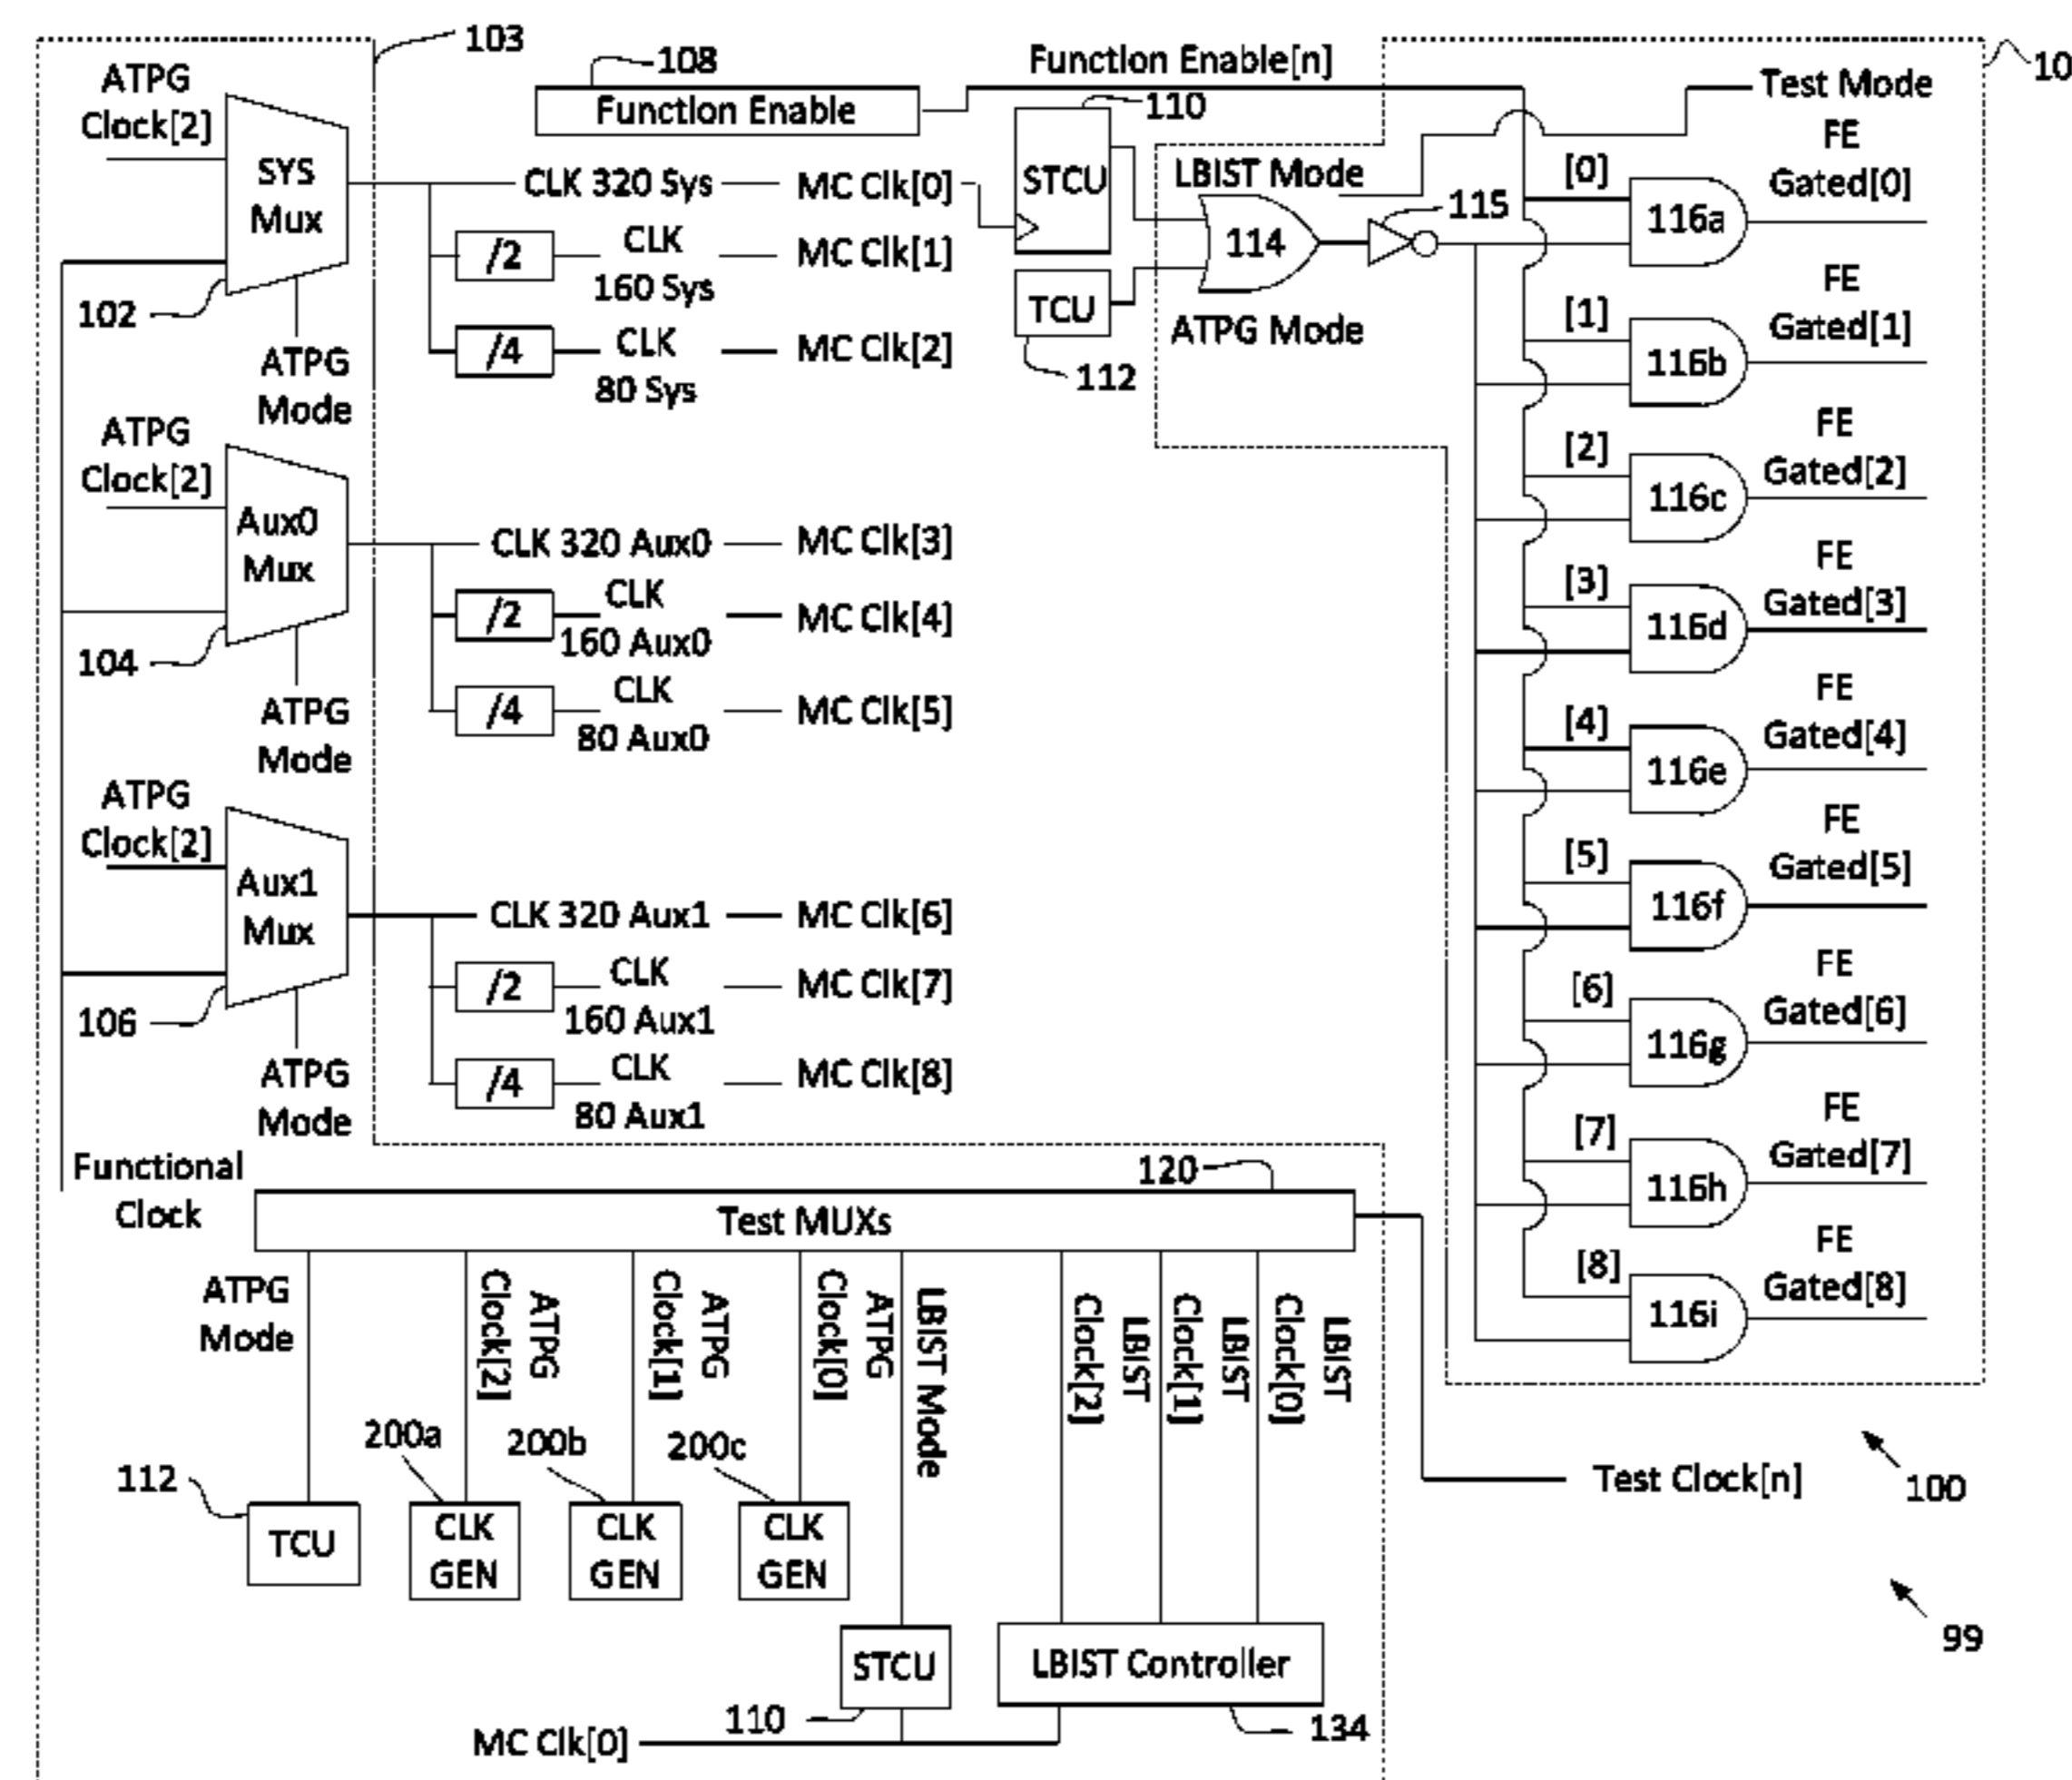 103
108
Function Enable[n]
10
ATPG
Clock[2]
Function Enable
110
Test Mode
SYS
Mux
CLK 320 Sys
MC Clk[0]
STCU
LBIST Mode
[0]
FE
Gated[0]
116a
/2
CLK
160 Sys
MC Clk[1]
114
115
102
TCU
ATPG Mode
[1]
FE
Gated[1]
116b
/4
CLK
80 Sys
MC Clk[2]
112
ATPG
Mode
ATPG
Clock[2]
[2]
FE
Gated[2]
116c
Aux0
Mux
CLK 320 Aux0
MC Clk[3]
[3]
FE
Gated[3]
116d
/2
CLK
160 Aux0
MC Clk[4]
104
/4
CLK
80 Aux0
MC Clk[5]
ATPG
Mode
[4]
FE
Gated[4]
116e
ATPG
Clock[2]
[5]
FE
Gated[5]
116f
Aux1
Mux
CLK 320 Aux1
MC Clk[6]
/2
CLK
160 Aux1
MC Clk[7]
[6]
FE
Gated[6]
116g
106
/4
CLK
80 Aux1
MC Clk[8]
ATPG
Mode
[7]
FE
Gated[7]
116h
Functional
Clock
120
Test MUXs
[8]
FE
Gated[8]
116i
ATPG
Mode
ATPG
Clock[2]
ATPG
Clock[1]
ATPG
Clock[0]
LBIST Mode
LBIST
Clock[2]
LBIST
Clock[1]
LBIST
Clock[0]
200a
200b
200c
112
TCU
CLK
GEN
CLK
GEN
CLK
GEN
Test Clock[n]
100
STCU
LBIST Controller
99
110
134
MC Clk[0]